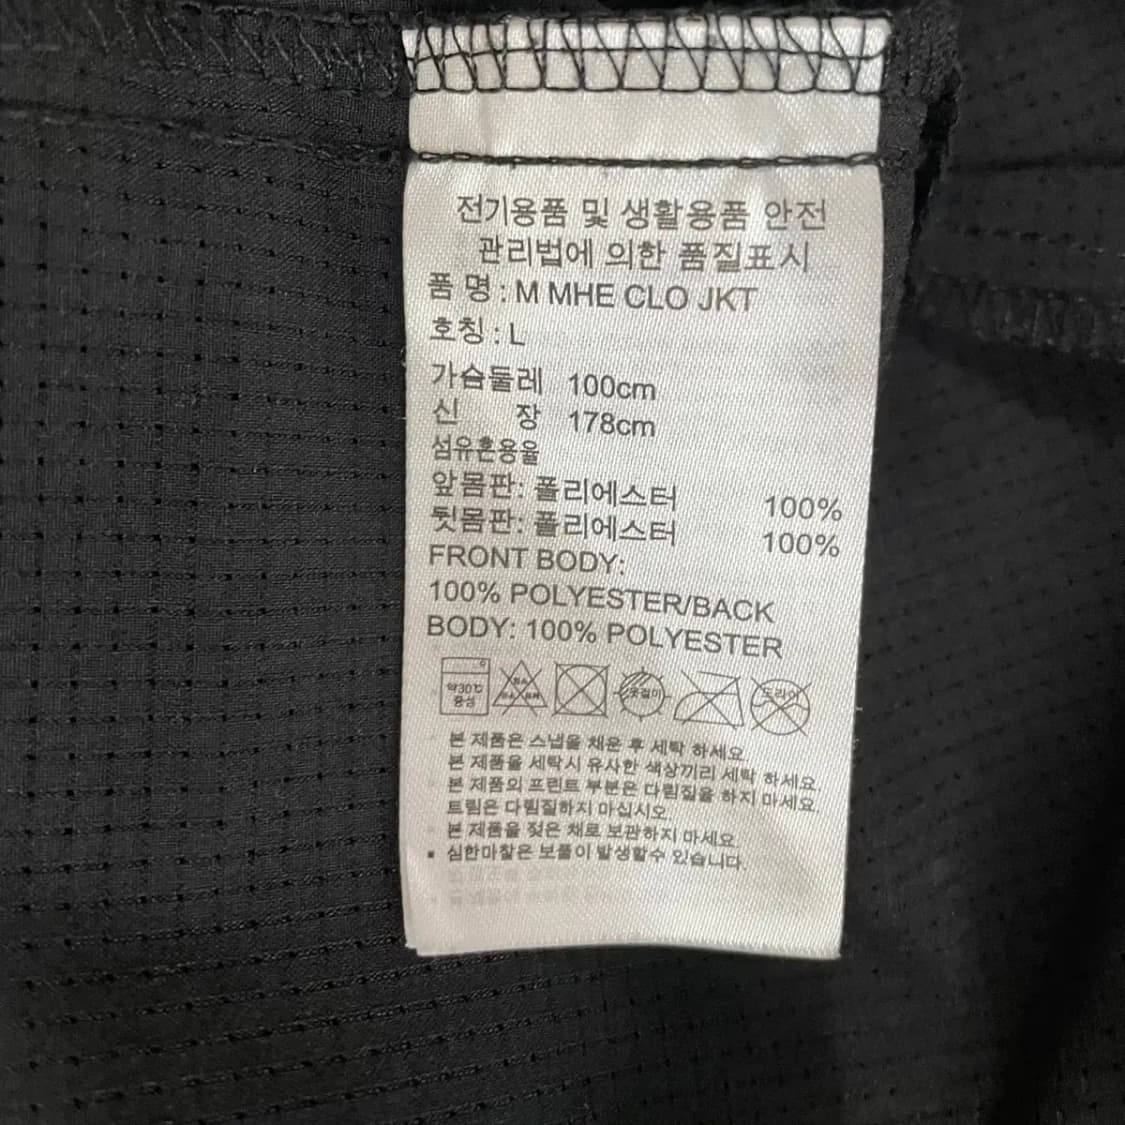 전기용품 및 생활용품 안전
관리법에 의한 품질표시
품 명 : M MHE CLO JKT
호칭 : L
가슴둘레 100cm
신 장 178cm
섬유혼용율
앞몸판: 폴리에스터 100%
뒷몸판: 폴리에스터 100%
FRONT BODY:
100% POLYESTER/BACK
BODY: 100% POLYESTER
약30℃
중성
옷걸이
드라이
본 제품은 스냅을 채운 후 세탁 하세요.
본 제품을 세탁시 유사한 색상끼리 세탁 하세요.
본 제품의 프린트 부분은 다림질을 하지 마세요.
트림은 다림질하지 마십시오.
본 제품을 젖은 채로 보관하지 마세요.
▪ 심한마찰은 보풀이 발생할수 있습니다.